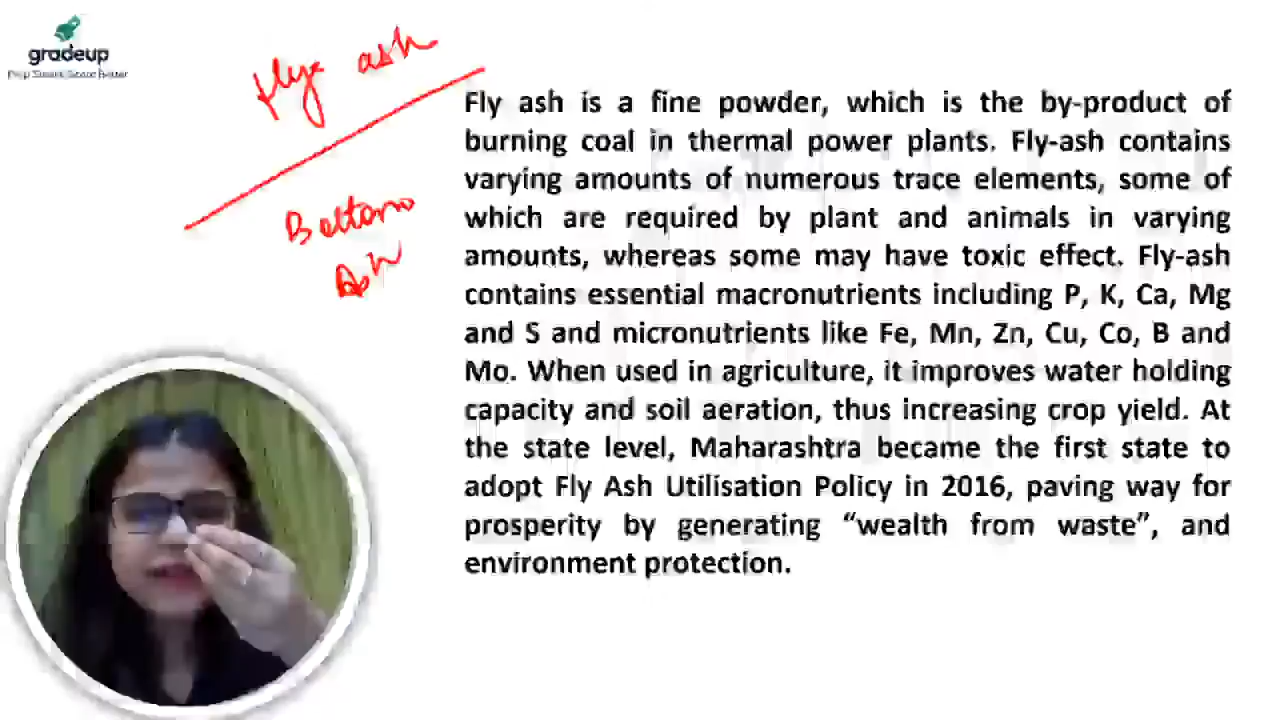 gradeup
Prep Smart. Score Better
Flye ash
Bottom
Ash
Fly ash is a fine powder, which is the by-product of
burning coal in thermal power plants. Fly-ash contains
varying amounts of numerous trace elements, some of
which are required by plant and animals in varying
amounts, whereas some may have toxic effect. Fly-ash
contains essential macronutrients including P, K, Ca, Mg
and S and micronutrients like Fe, Mn, Zn, Cu, Co, B and
Mo. When used in agriculture, it improves water holding
capacity and soil aeration, thus increasing crop yield. At
the state level, Maharashtra became the first state to
adopt Fly Ash Utilisation Policy in 2016, paving way for
prosperity by generating “wealth from waste”, and
environment protection.